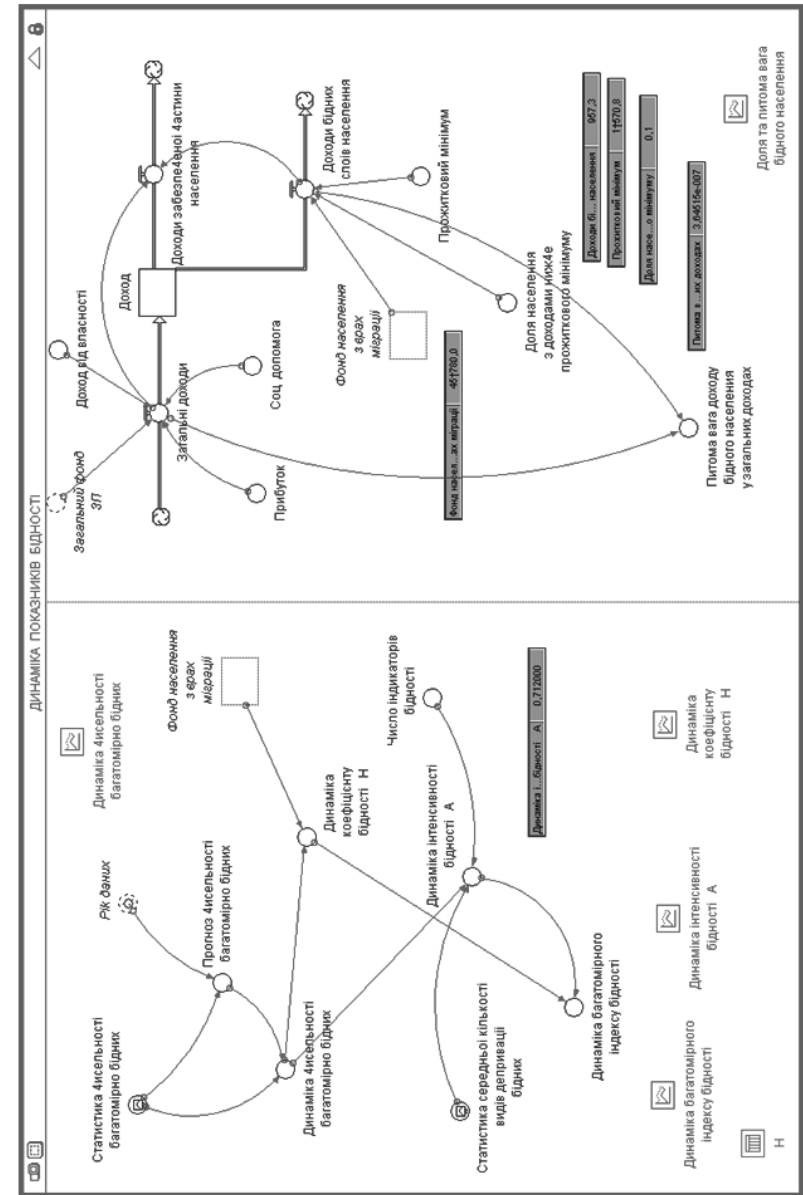 ДИНАМІКА ПОКАЗНИКІВ БІДНОСТІ
Статистика 4исельності
багатомірно бідних
Рік даних
Динаміка 4исельності
багатомірно бідних
Прогноз 4исельності
багатомірно бідних
Фонд населення
з врах
міграції
Динаміка 4исельності
багатомірно бідних
Динаміка
коефіцієнту
бідності H
Число індикаторів
бідності
Динаміка інтенсивності
бідності A
Статистика середньої кількості
видів депривації
бідних
Динаміка і...бідності A 0,712000
Динаміка багатомірного
індексу бідності
Динаміка багатомірного
індексу бідності
Динаміка інтенсивності
бідності A
Динаміка
коефіцієнту
бідності H
H
Загальний фонд
ЗП
Доход від власності
Доход
Доходи забезпе4еної 4астини
населення
Загальні доходи
Прибуток
Соц допомога
Доходи бідних
слоїв населення
Фонд населення
з врах
міграції
Прожитковий мінімум
Фонд насел...ах міграції 461780,0
Доля населення
з доходами ниж4е
прожиткового мінімуму
Доходи бі... населення 957,3
Прожитковий мінімум 11570,8
Доля насе...о мінімуму 0,1
Питома в ...их доходах 3,64515e-007
Питома вага доходу
бідного населення
у загальних доходах
Доля та питома вага
бідного населення